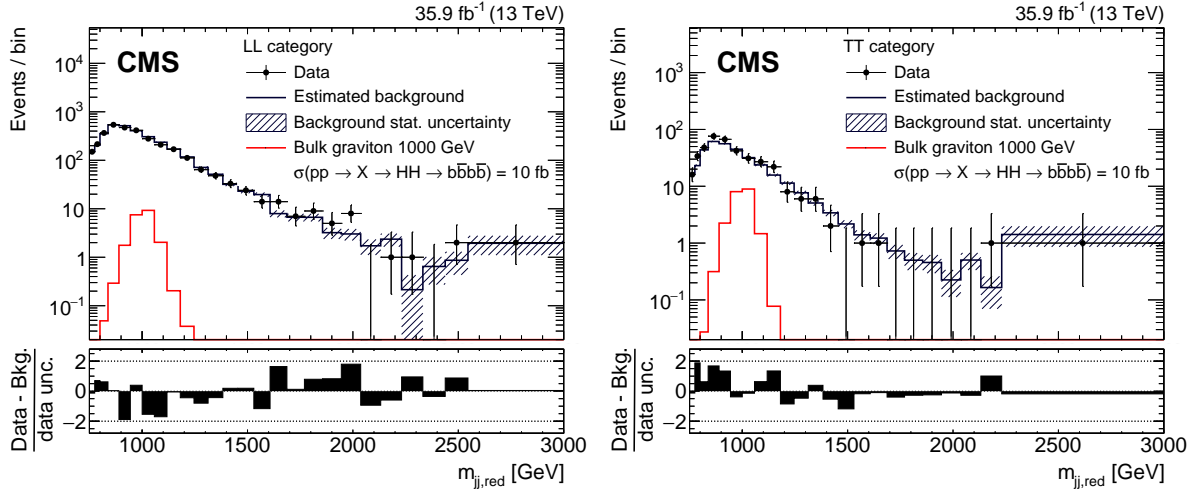 35.9 fb⁻¹ (13 TeV)
CMS
LL category
Data
Estimated background
Background stat. uncertainty
Bulk graviton 1000 GeV
σ(pp → X → HH → bb̅bb̅) = 10 fb
Events / bin
10⁴
10³
10²
10
1
10⁻¹
Data - Bkg.
data unc.
2
0
−2
1000 1500 2000 2500 3000
m_jj,red [GeV]
35.9 fb⁻¹ (13 TeV)
CMS
TT category
Data
Estimated background
Background stat. uncertainty
Bulk graviton 1000 GeV
σ(pp → X → HH → bb̅bb̅) = 10 fb
Events / bin
10³
10²
10
1
10⁻¹
Data - Bkg.
data unc.
2
0
−2
1000 1500 2000 2500 3000
m_jj,red [GeV]